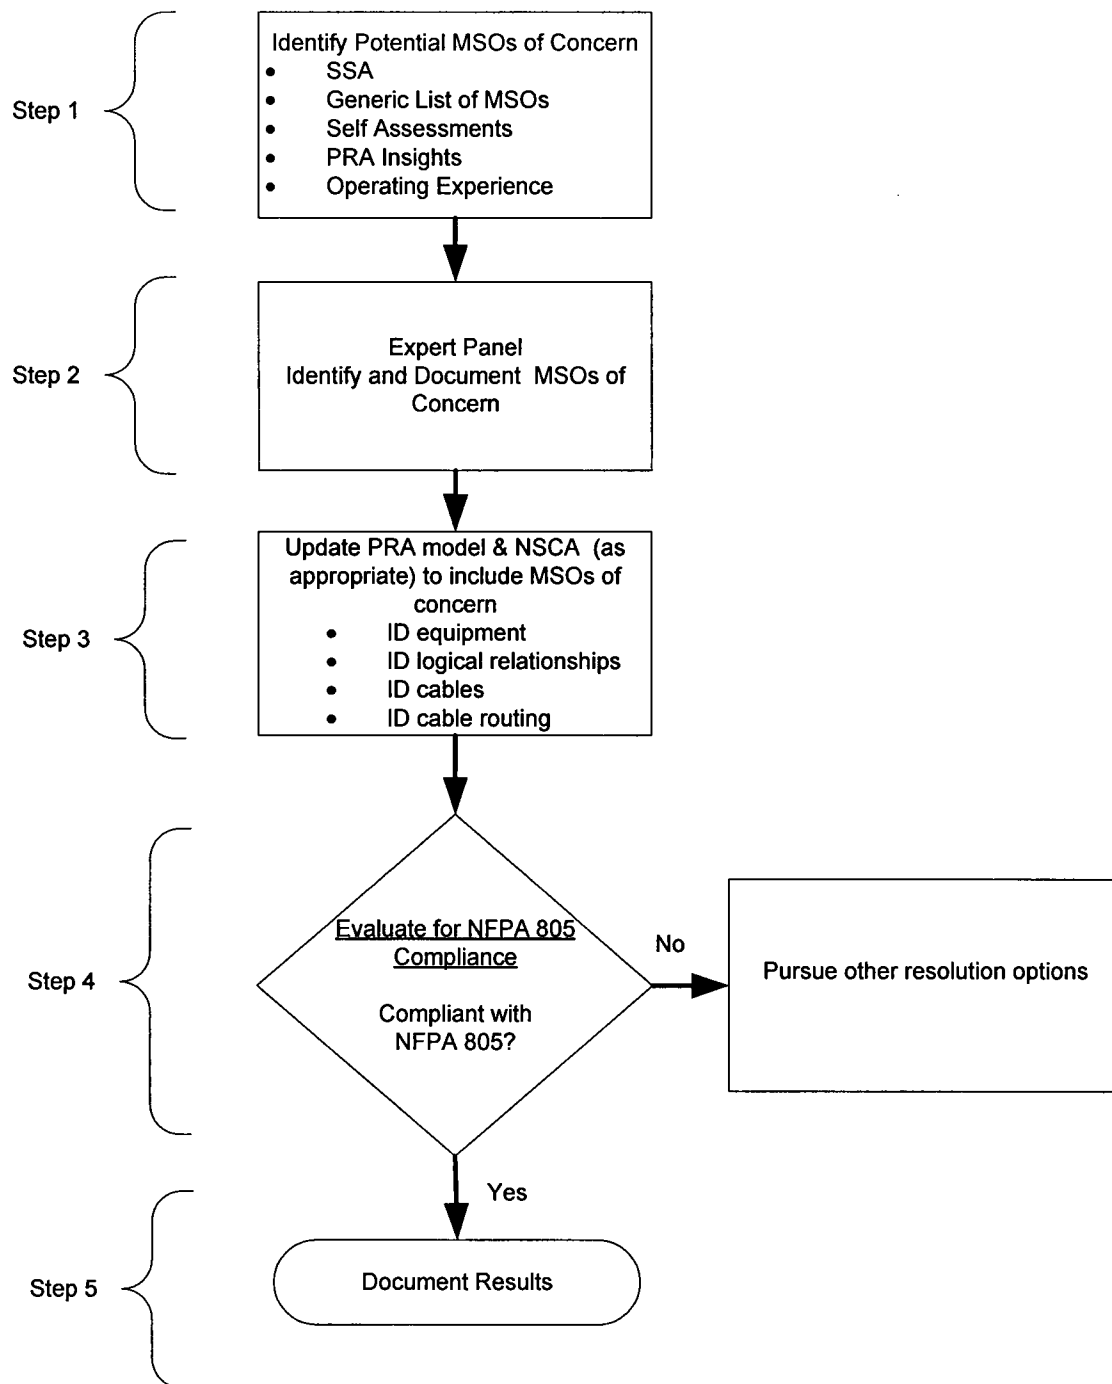 Step 1
Identify Potential MSOs of Concern
• SSA
• Generic List of MSOs
• Self Assessments
• PRA Insights
• Operating Experience
Step 2
Expert Panel
Identify and Document MSOs of
Concern
Step 3
Update PRA model & NSCA (as
appropriate) to include MSOs of
concern
• ID equipment
• ID logical relationships
• ID cables
• ID cable routing
Step 4
Evaluate for NFPA 805
Compliance
Compliant with
NFPA 805?
No
Pursue other resolution options
Yes
Step 5
Document Results